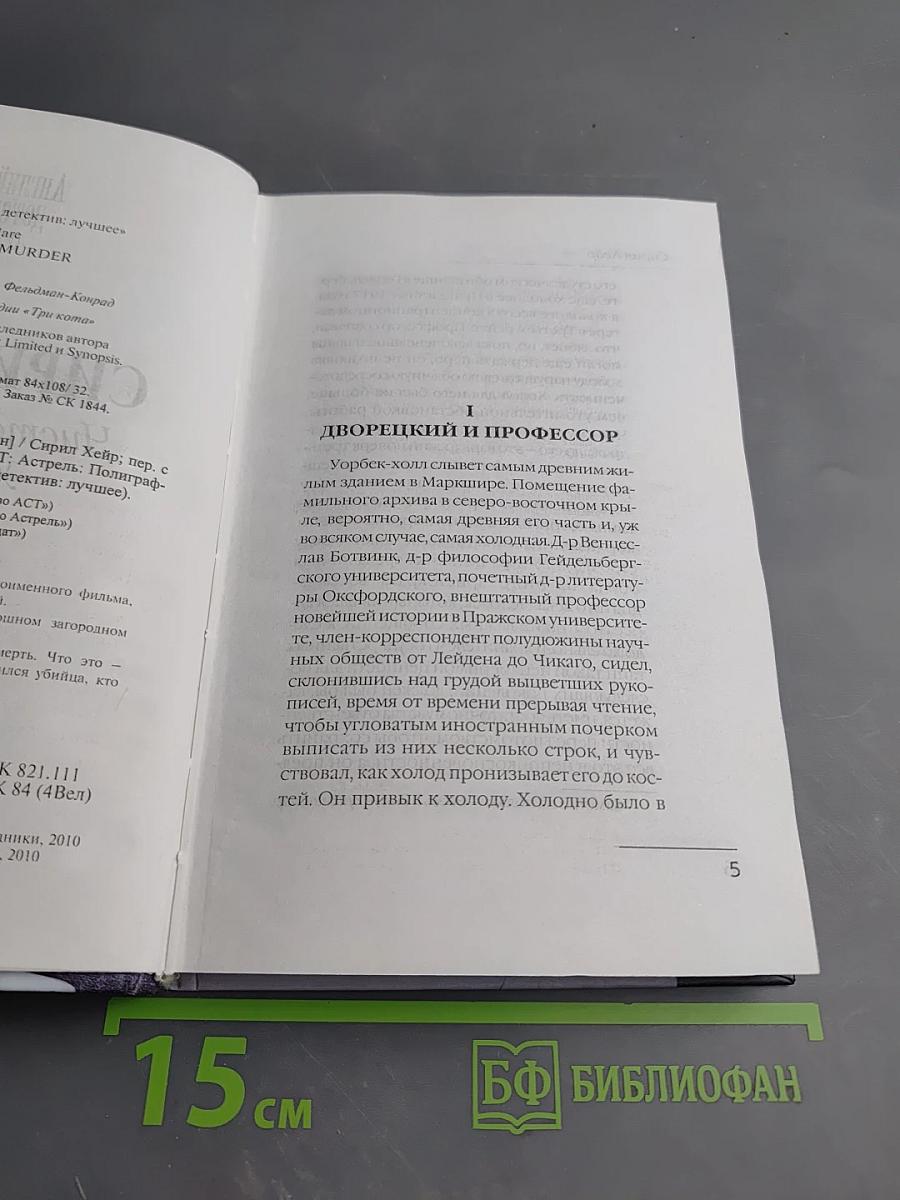 детектив: лучшее»
MURDER
Фельдман-Конрад
дии «Три кота»
следников автора
Limited и Synopsis.
мат 84x108/ 32.
Заказ № СК 1844.
н] / Сирил Хейр; пер. с
Т: Астрель: Полиграф-
детектив: лучшее).
во АСТ»)
о Астрель»)
дат»)
оименного фильма,
й.
ошном загородном
мерть. Что это –
ился убийца, кто
К 821.111
К 84 (4Вел)
дники, 2010
, 2010
I
ДВОРЕЦКИЙ И ПРОФЕССОР
Уорбек-холл слывет самым древним жи-
лым зданием в Маркшире. Помещение фа-
мильного архива в северо-восточном кры-
ле, вероятно, самая древняя его часть и, уж
во всяком случае, самая холодная. Д-р Венцес-
лав Ботвинк, д-р философии Гейдельберг-
ского университета, почетный д-р литерату-
ры Оксфордского, внештатный профессор
новейшей истории в Пражском университе-
те, член-корреспондент полудюжины науч-
ных обществ от Лейдена до Чикаго, сидел,
склонившись над грудой выцветших руко-
писей, время от времени прерывая чтение,
чтобы угловатым иностранным почерком
выписать из них несколько строк, и чув-
ствовал, как холод пронизывает его до кос-
тей. Он привык к холоду. Холодно было в
5
15 см
БФ БИБЛИОФАН